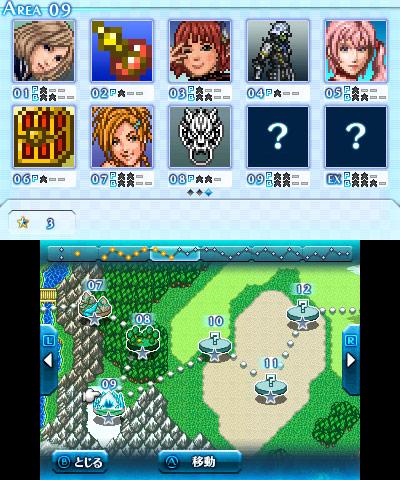 AREA 09
01 P B
02 P
03 P B
04 P
05 P B
06 P
07 P B
08 P
? ?
09 P B
EX P B
3
07
08
09
10
11
12
L R
B とじる
A 移動